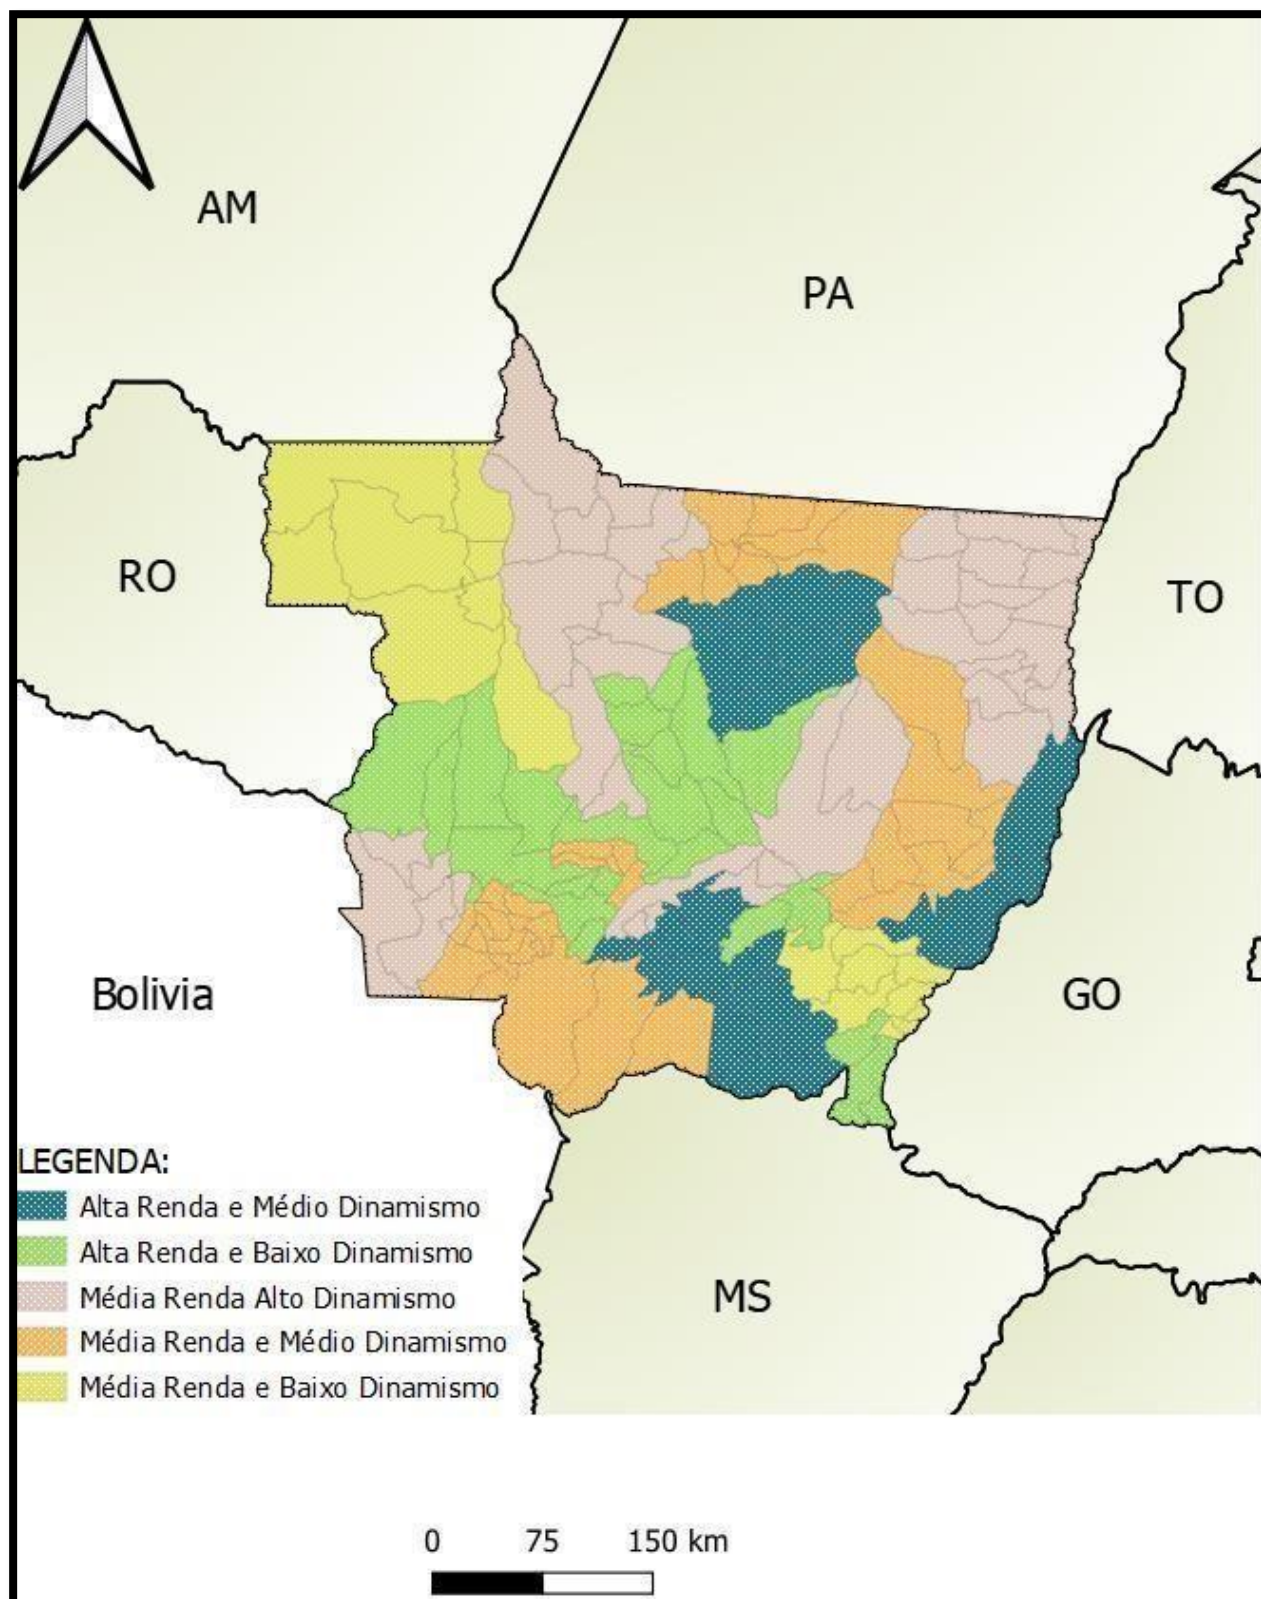 AM
PA
RO
TO
Bolivia
GO
LEGENDA:
Alta Renda e Médio Dinamismo
Alta Renda e Baixo Dinamismo
Média Renda Alto Dinamismo
MS
Média Renda e Médio Dinamismo
Média Renda e Baixo Dinamismo
0 75 150 km